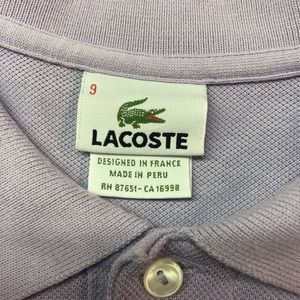 9
LACOSTE
DESIGNED IN FRANCE
MADE IN PERU
RN 87651-CA 16998